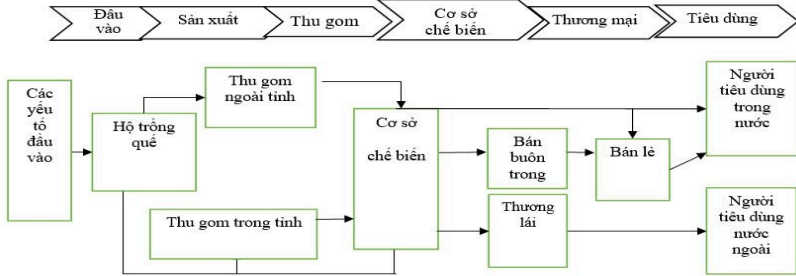 Đầu
vào
Sản xuất
Thu gom
Cơ sở
chế biến
Thương mại
Tiêu dùng
Các
yếu
tố
đầu
vào
Hộ trồng
quế
Thu gom
ngoài tỉnh
Thu gom trong tỉnh
Cơ sở
chế biến
Bán
buôn
trong
Bán lẻ
Thương
lái
Người
tiêu dùng
trong
nước
Người
tiêu dùng
nước
ngoài